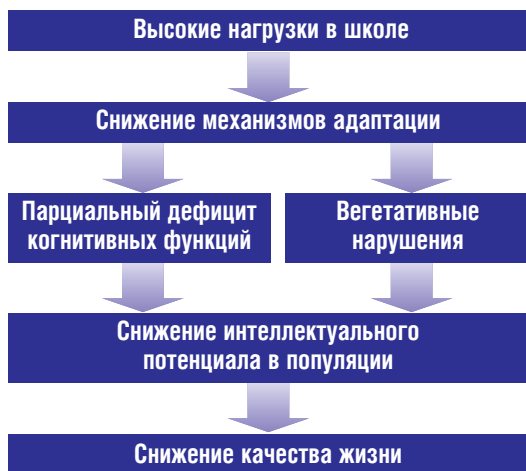 Высокие нагрузки в школе
Снижение механизмов адаптации
Парциальный дефицит
когнитивных функций
Вегетативные
нарушения
Снижение интеллектуального
потенциала в популяции
Снижение качества жизни